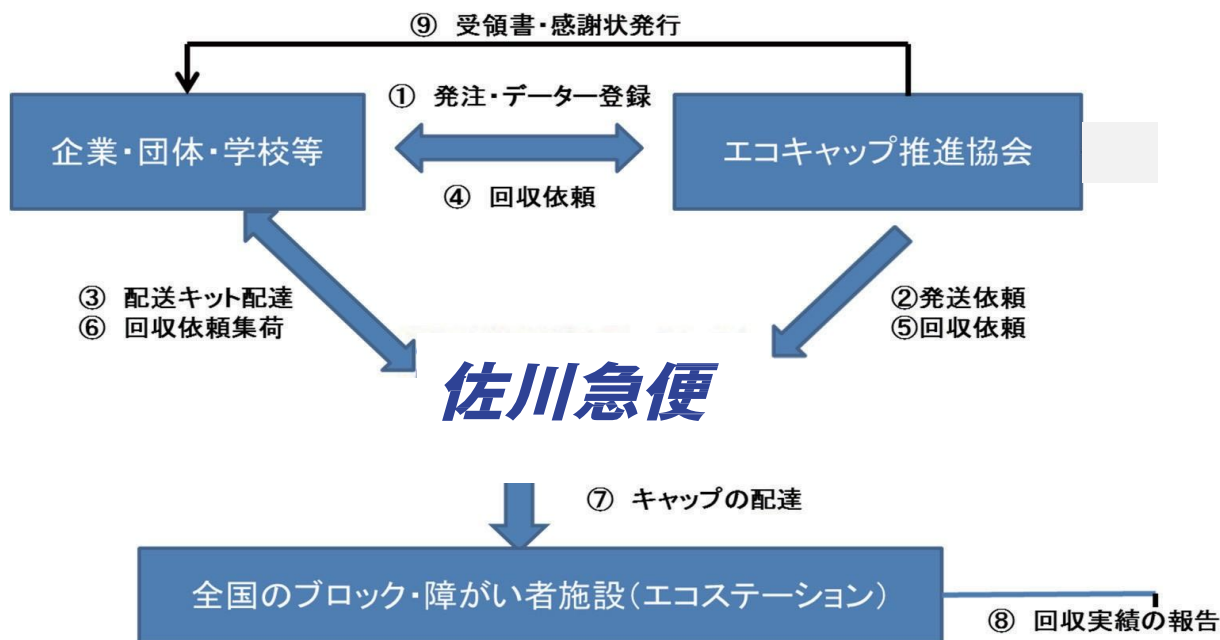 ⑨ 受領書・感謝状発行
① 発注・データー登録
企業・団体・学校等
エコキャップ推進協会
④ 回収依頼
③ 配送キット配達
⑥ 回収依頼集荷
②発送依頼
⑤回収依頼
佐川急便
⑦ キャップの配達
全国のブロック・障がい者施設(エコステーション)
⑧ 回収実績の報告